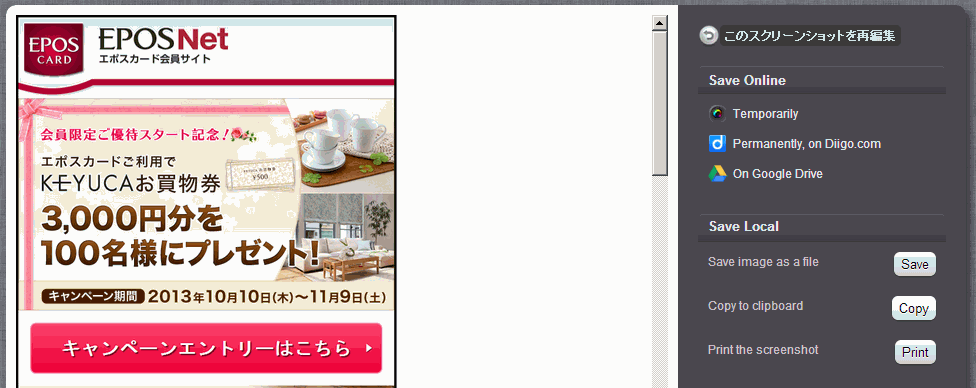 EPOS
CARD
EPOSNet
エポスカード会員サイト
会員限定ご優待スタート記念!
エポスカードご利用で
KEYUCAお買物券
¥500
3,000円分を
100名様にプレゼント!
キャンペーン期間 2013年10月10日(木)～11月9日(土)
キャンペーンエントリーはこちら
このスクリーンショットを再編集
Save Online
Temporarily
Permanently, on Diigo.com
On Google Drive
Save Local
Save image as a file
Save
Copy to clipboard
Copy
Print the screenshot
Print